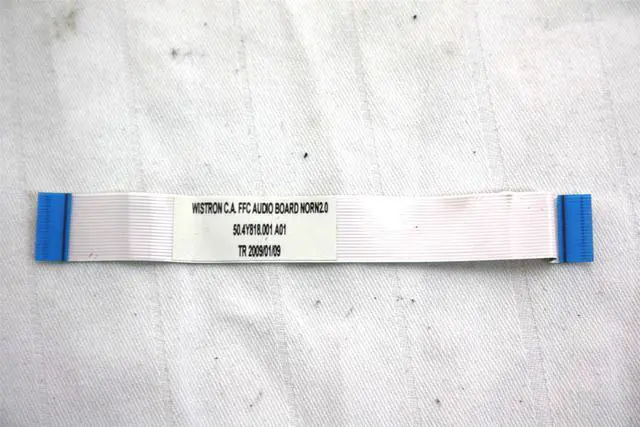 WISTRON C.A. FFC AUDIO BOARD NORN2.0
50.4Y818.001 A01
TR 2009/01/09